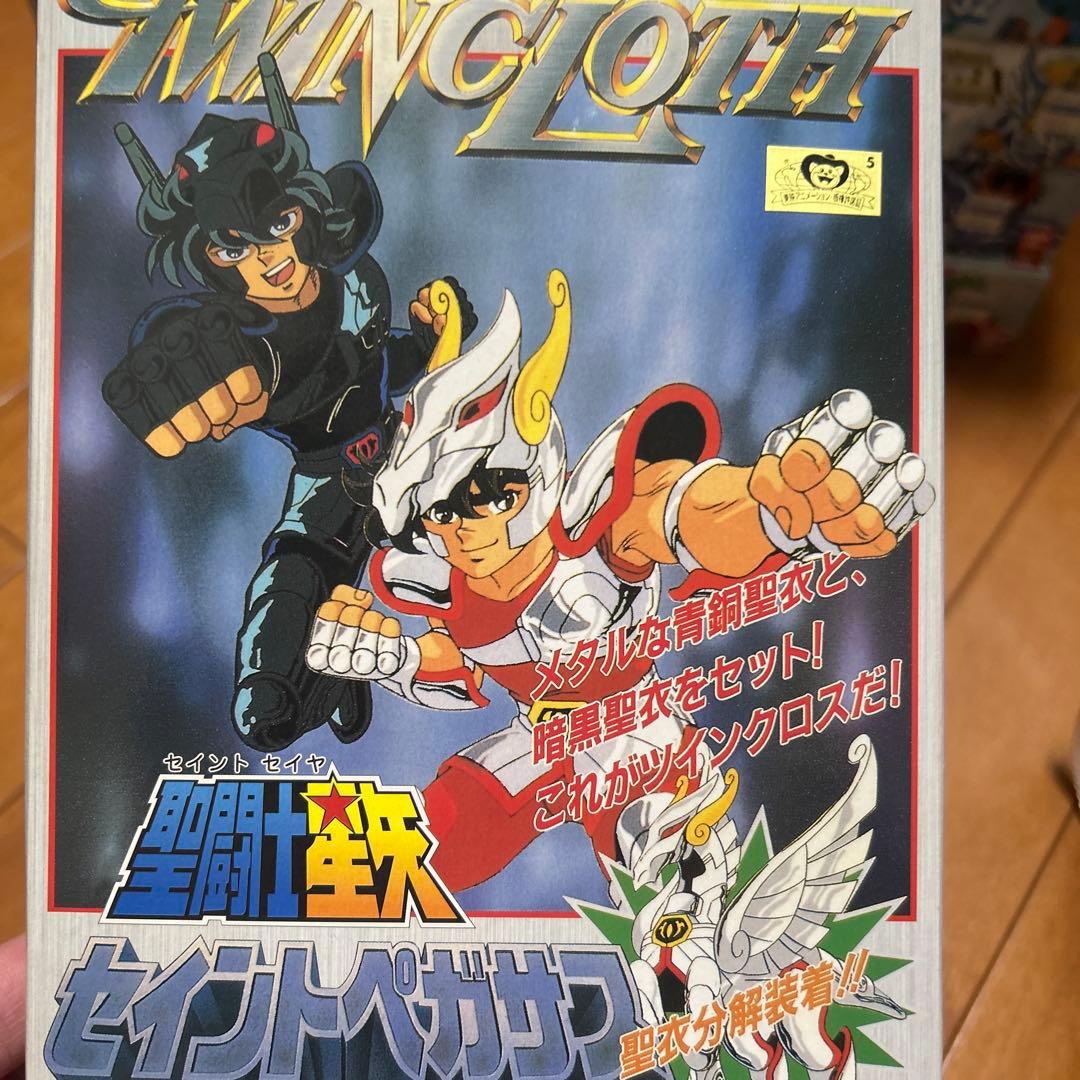 TWINCLOTH
5
メタルな青銅聖衣と、
暗黒聖衣をセット!
これがツインクロスだ!
セイント セイヤ
聖闘士星矢
セイントペガサス
聖衣分解装着!!